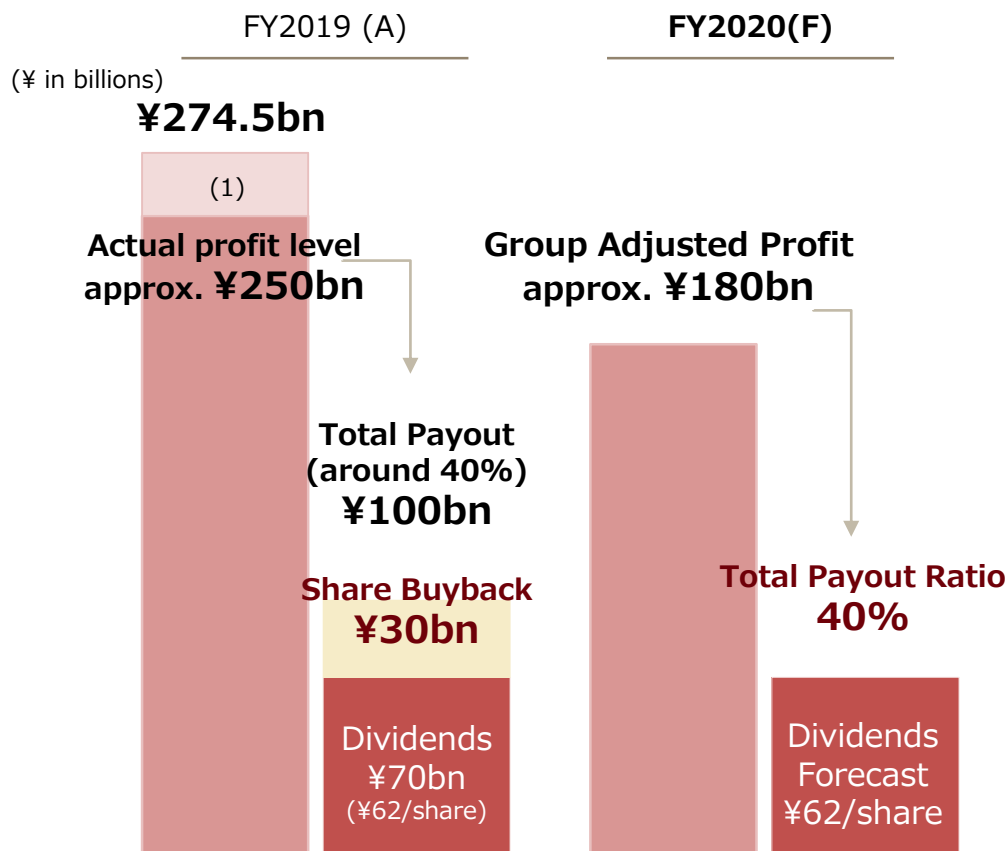 FY2019 (A)
FY2020(F)
(¥ in billions)
¥274.5bn
(1)
Actual profit level
approx. ¥250bn
Total Payout
(around 40%)
¥100bn
Share Buyback
¥30bn
Dividends
¥70bn
(¥62/share)
Group Adjusted Profit
approx. ¥180bn
Total Payout Ratio
40%
Dividends
Forecast
¥62/share